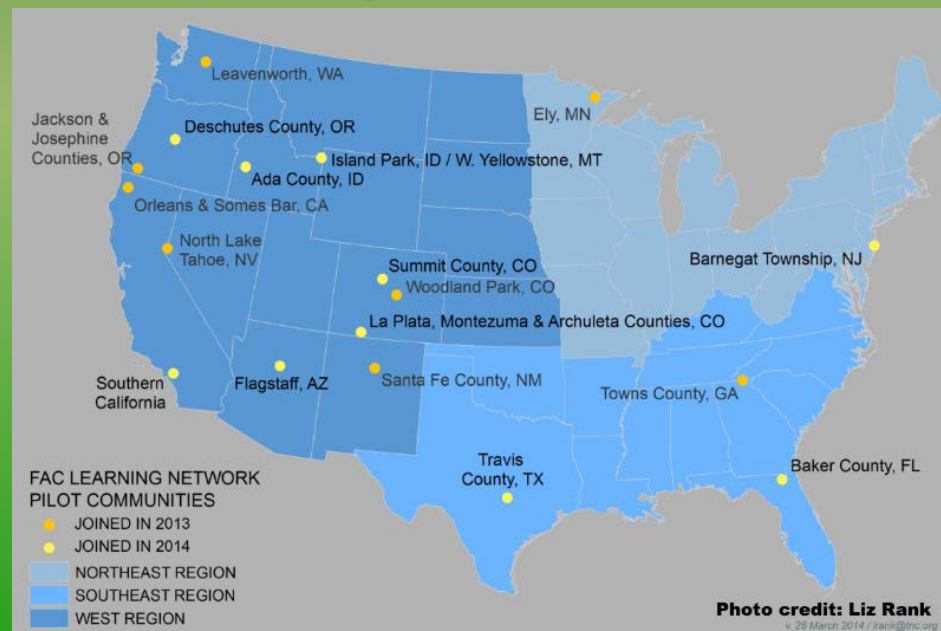 Leavenworth, WA
Ely, MN
Jackson &
Josephine
Counties, OR
Deschutes County, OR
Island Park, ID / W. Yellowstone, MT
Ada County, ID
Orleans & Somes Bar, CA
North Lake
Tahoe, NV
Barnegat Township, NJ
Summit County, CO
Woodland Park, CO
La Plata, Montezuma & Archuleta Counties, CO
Southern
California
Flagstaff, AZ
Santa Fe County, NM
Towns County, GA
Travis
County, TX
Baker County, FL
FAC LEARNING NETWORK
PILOT COMMUNITIES
JOINED IN 2013
JOINED IN 2014
NORTHEAST REGION
SOUTHEAST REGION
WEST REGION
Photo credit: Liz Rank
v. 28 March 2014 / lrank@tnc.org